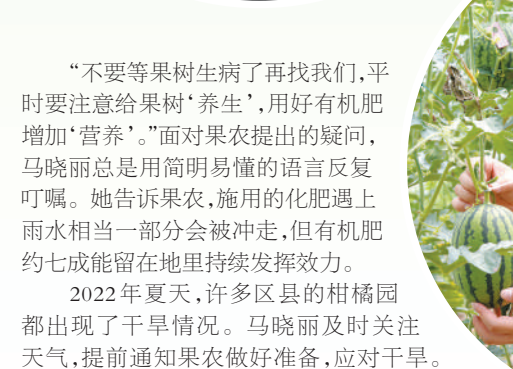 “不要等果树生病了再找我们,平
时要注意给果树‘养生’,用好有机肥
增加‘营养’。”面对果农提出的疑问,
马晓丽总是用简明易懂的语言反复
叮嘱。她告诉果农,施用的化肥遇上
雨水相当一部分会被冲走,但有机肥
约七成能留在地里持续发挥效力。
2022年夏天,许多区县的柑橘园
都出现了干旱情况。马晓丽及时关注
天气,提前通知果农做好准备,应对干旱。